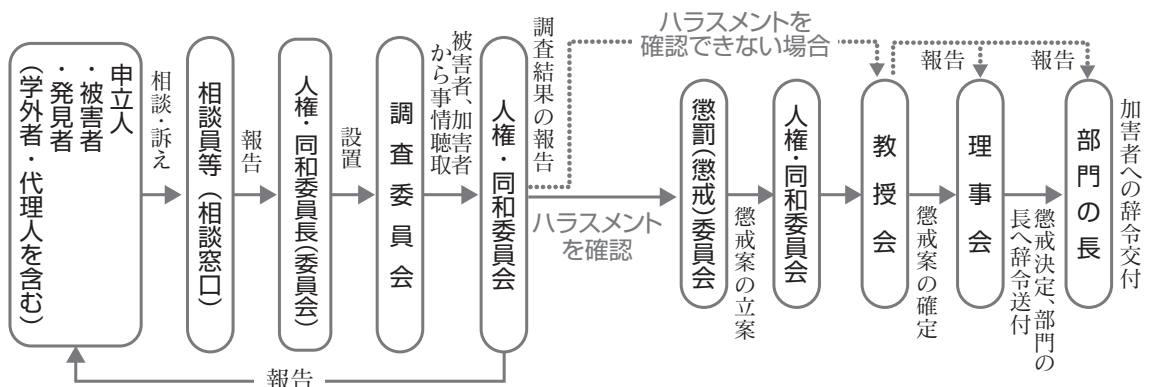 申立人
・被害者
・発見者
(学外者・代理人を含む)
相談・訴え
相談員等(相談窓口)
報告
人権・同和委員長(委員会)
設置
調査委員会
被害者、加害者
から事情聴取
人権・同和委員会
調査結果の報告
ハラスメントを
確認できない場合
ハラスメント
を確認
懲罰(懲戒)委員会
懲戒案の立案
人権・同和委員会
教授会
懲戒案の確定
報告
理事会
懲戒決定、部門の
長へ辞令送付
報告
部門の長
加害者への辞令交付
報告